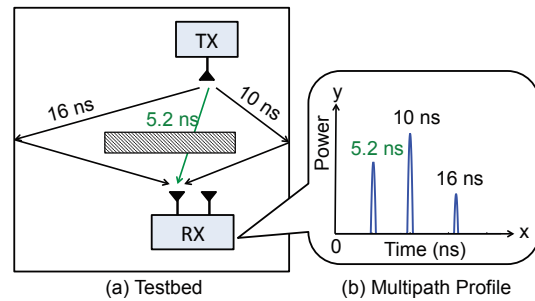 TX
16 ns
5.2 ns
10 ns
RX
(a) Testbed
y
Power
5.2 ns
10 ns
16 ns
0
x
Time (ns)
(b) Multipath Profile